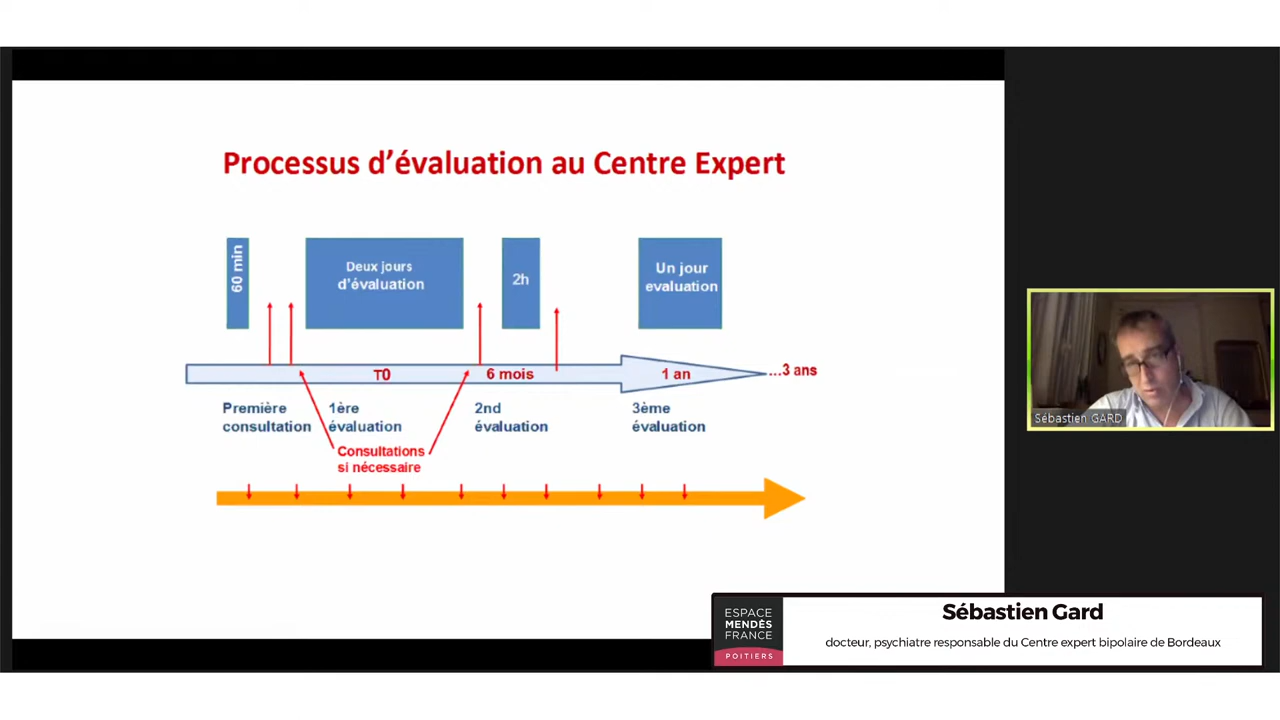 Processus d’évaluation au Centre Expert
60 min
Deux jours
d’évaluation
2h
Un jour
evaluation
T0
6 mois
1 an
...3 ans
Première
consultation
1ère
évaluation
2nd
évaluation
3ème
évaluation
Consultations
si nécessaire
Sébastien GARD
ESPACE
MENDÈS
FRANCE
POITIERS
Sébastien Gard
docteur, psychiatre responsable du Centre expert bipolaire de Bordeaux